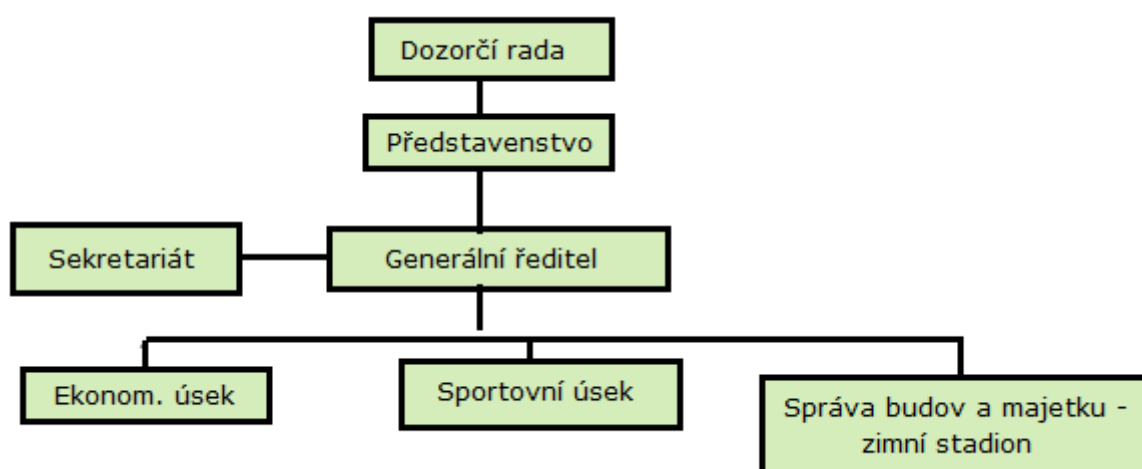 Dozorčí rada
Představenstvo
Sekretariát
Generální ředitel
Ekonom. úsek
Sportovní úsek
Správa budov a majetku -
zimní stadion